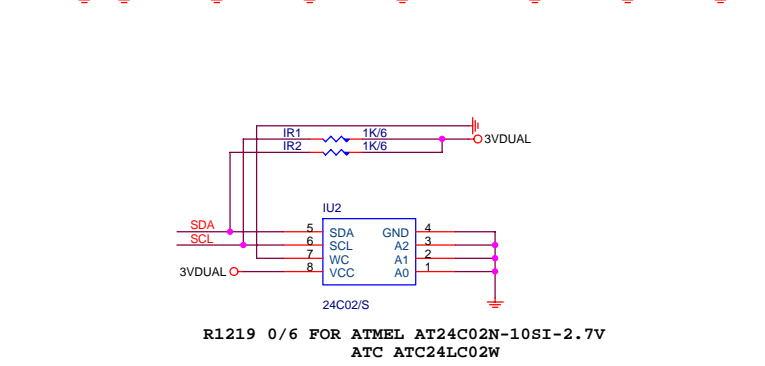 IR1 1K/6
3VDUAL
IR2 1K/6
IU2
SDA 5 SDA GND 4
SCL 6 SCL A2 3
7 WC A1 2
3VDUAL 8 VCC A0 1
24C02/S
R1219 0/6 FOR ATMEL AT24C02N-10SI-2.7V
ATC ATC24LC02W